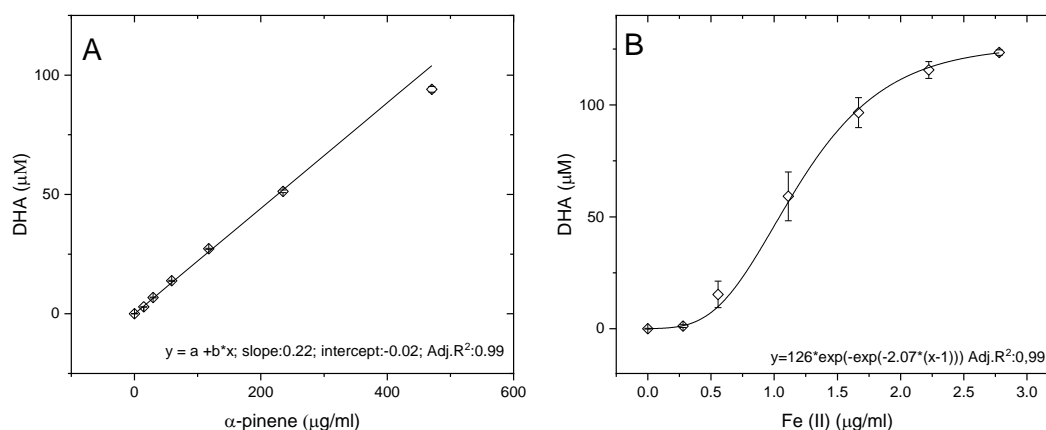 A
100
50
0
DHA (μM)
y = a +b*x; slope:0.22; intercept:-0.02; Adj.R²:0.99
0 200 400 600
α-pinene (μg/ml)
B
100
50
0
DHA (μM)
y=126*exp(-exp(-2.07*(x-1))) Adj.R²:0,99
0.0 0.5 1.0 1.5 2.0 2.5 3.0
Fe (II) (μg/ml)